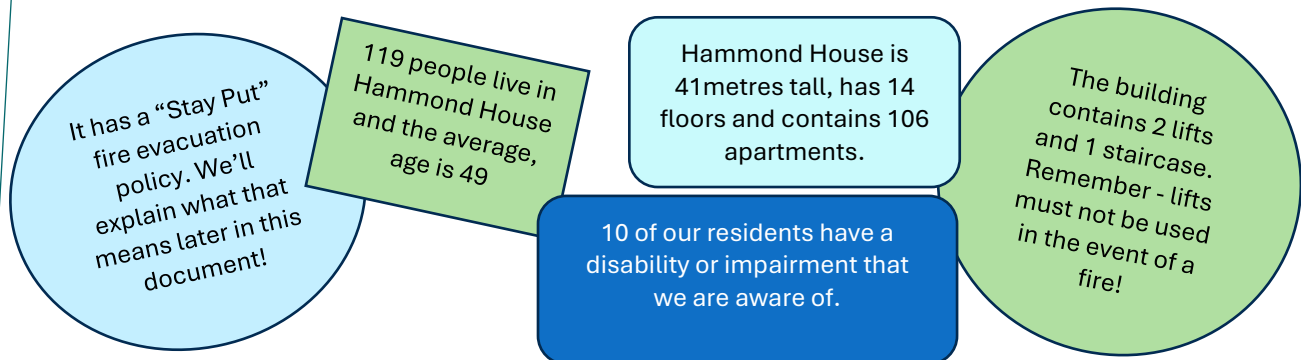 It has a “Stay Put”
fire evacuation
policy. We’ll
explain what that
means later in this
document!
119 people live in
Hammond House
and the average,
age is 49
Hammond House is
41metres tall, has 14
floors and contains 106
apartments.
10 of our residents have a
disability or impairment that
we are aware of.
The building
contains 2 lifts
and 1 staircase.
Remember - lifts
must not be used
in the event of a
fire!